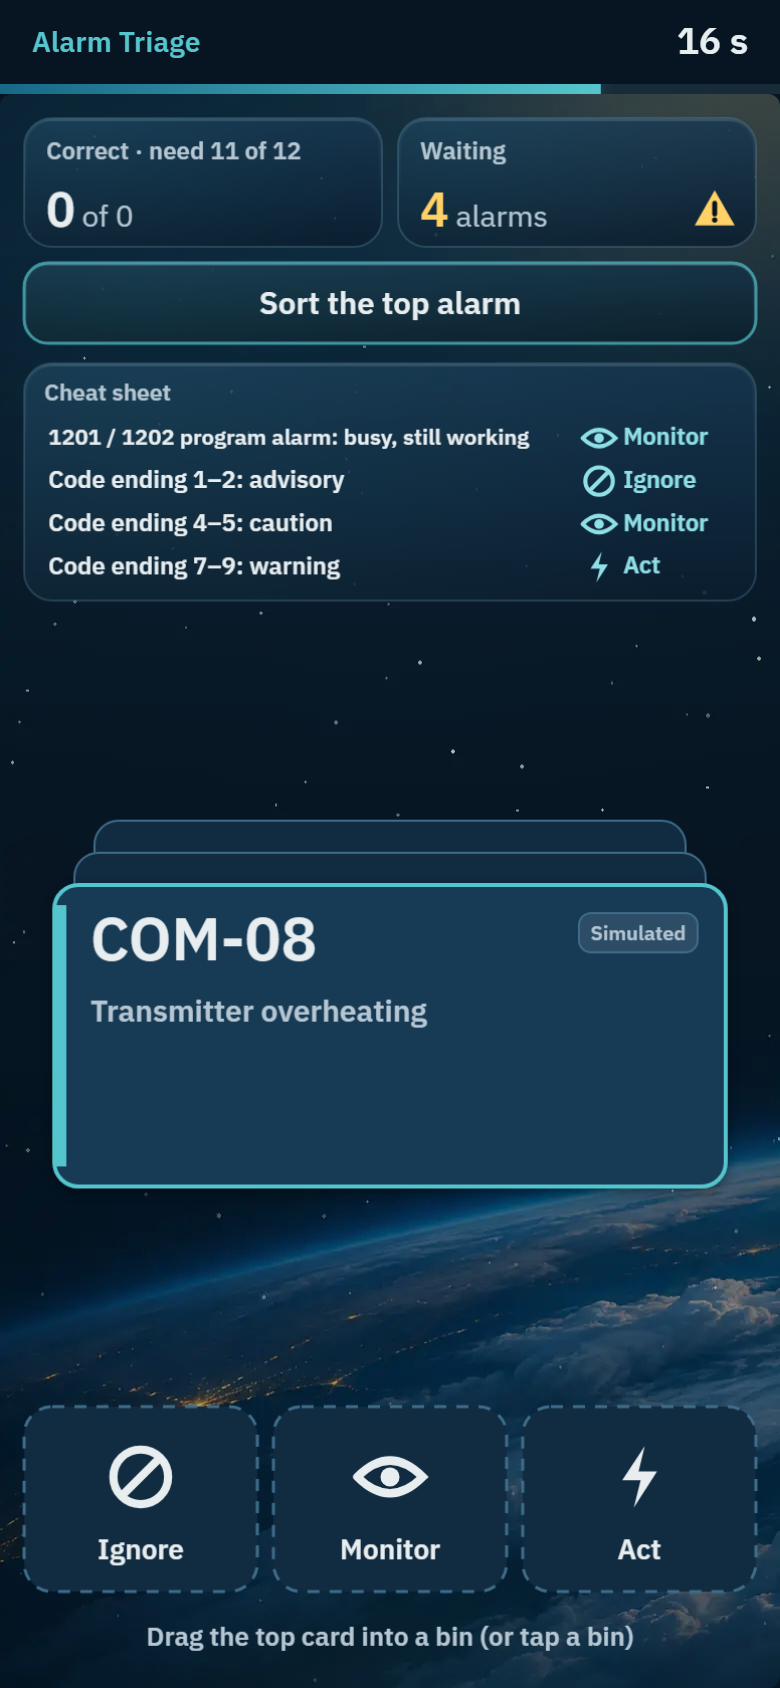 Alarm Triage
16 s
Correct · need 11 of 12
0 of 0
Waiting
4 alarms
Sort the top alarm
Cheat sheet
1201 / 1202 program alarm: busy, still working Monitor
Code ending 1–2: advisory Ignore
Code ending 4–5: caution Monitor
Code ending 7–9: warning Act
COM-08
Simulated
Transmitter overheating
Ignore
Monitor
Act
Drag the top card into a bin (or tap a bin)